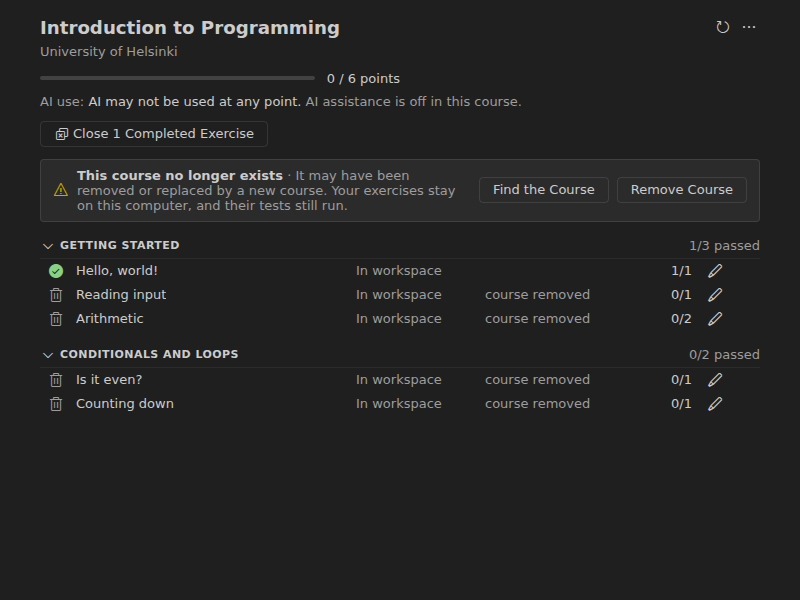 Introduction to Programming
University of Helsinki
0 / 6 points
AI use: AI may not be used at any point. AI assistance is off in this course.
Close 1 Completed Exercise
This course no longer exists · It may have been
removed or replaced by a new course. Your exercises stay
on this computer, and their tests still run.
Find the Course
Remove Course
GETTING STARTED 1/3 passed
Hello, world! In workspace 1/1
Reading input In workspace course removed 0/1
Arithmetic In workspace course removed 0/2
CONDITIONALS AND LOOPS 0/2 passed
Is it even? In workspace course removed 0/1
Counting down In workspace course removed 0/1